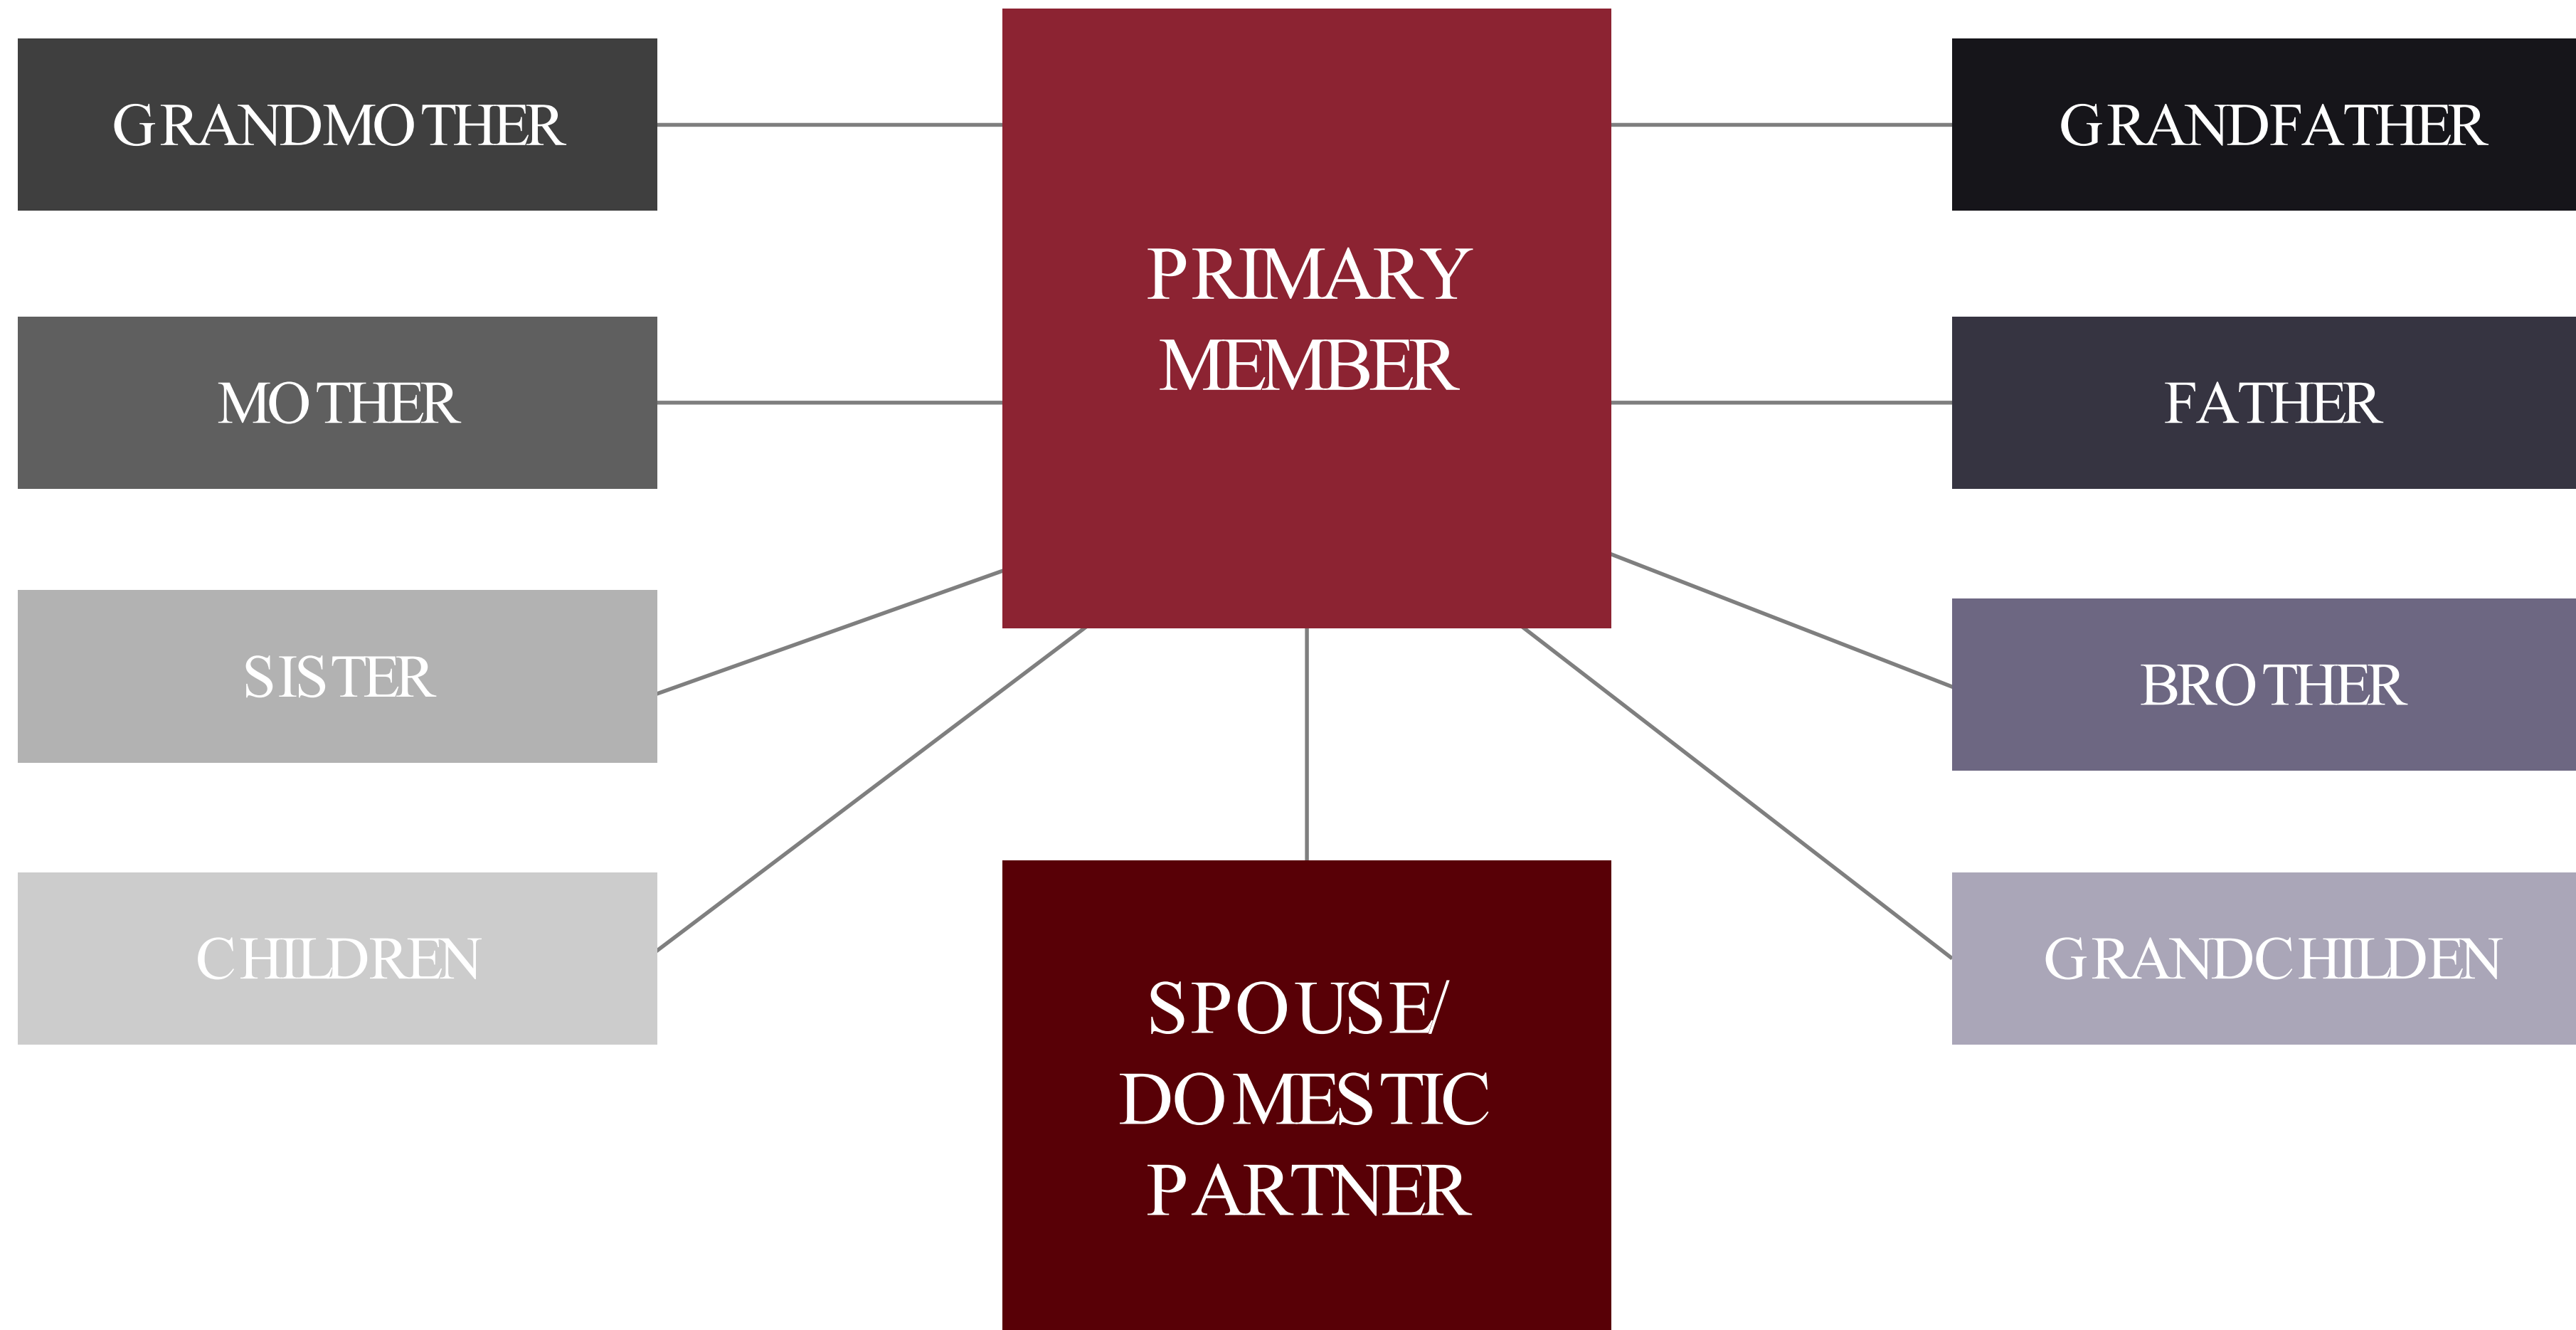 GRANDMOTHER
GRANDFATHER
PRIMARY
MEMBER
MOTHER
FATHER
SISTER
BROTHER
CHILDREN
GRANDCHILDEN
SPOUSE/
DOMESTIC
PARTNER